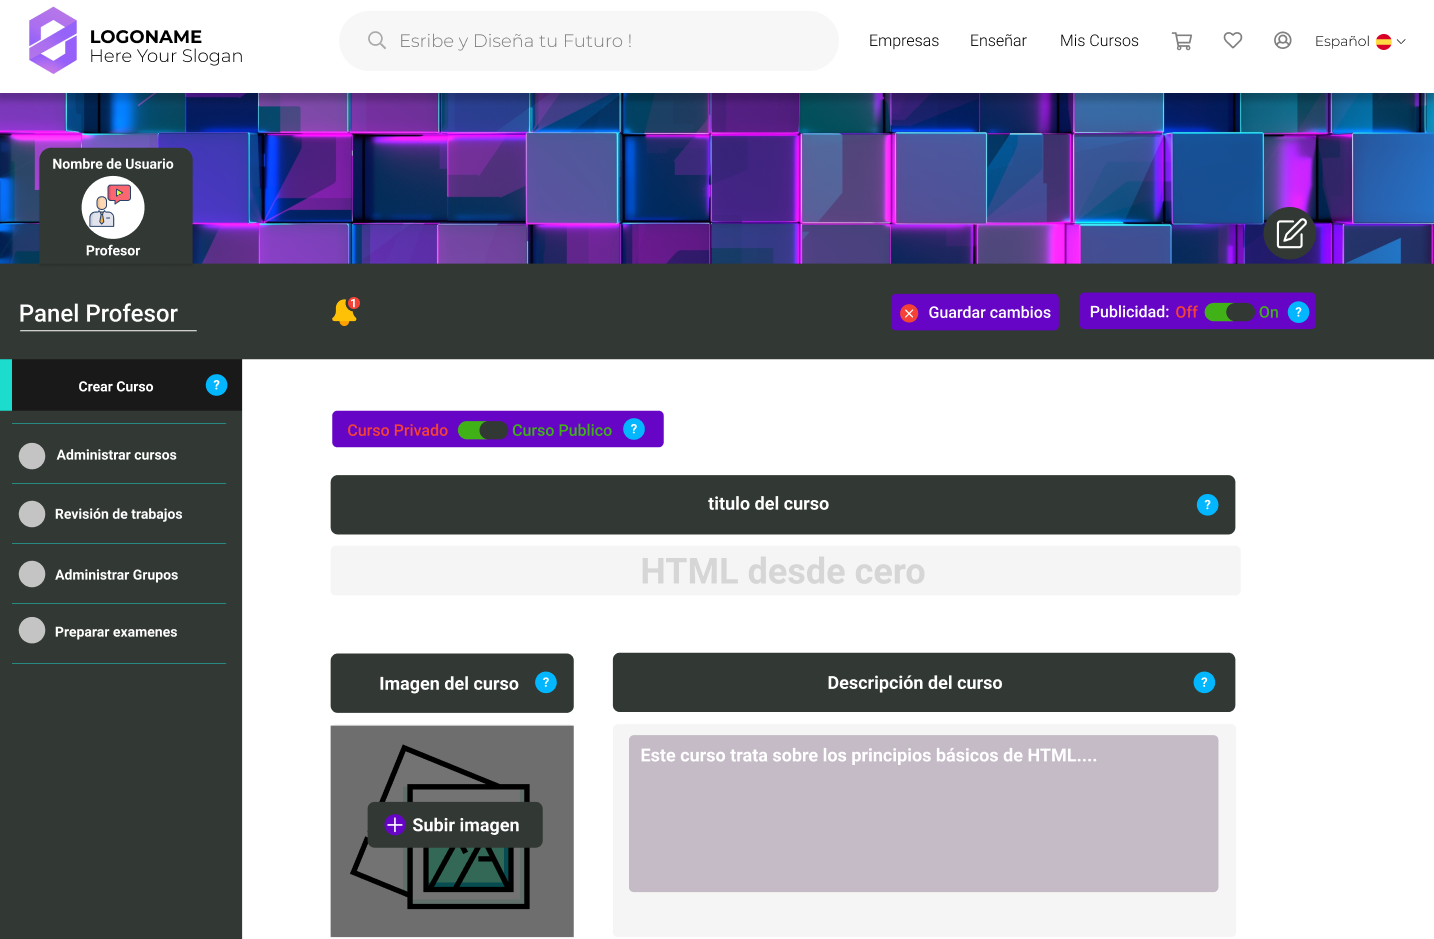 LOGONAME
Here Your Slogan
Esribe y Diseña tu Futuro !
Empresas
Enseñar
Mis Cursos
Español
Nombre de Usuario
Profesor
Panel Profesor
1
Guardar cambios
Publicidad: Off On ?
Crear Curso ?
Administrar cursos
Revisión de trabajos
Administrar Grupos
Preparar examenes
Curso Privado Curso Publico ?
titulo del curso ?
HTML desde cero
Imagen del curso ?
Subir imagen
Descripción del curso ?
Este curso trata sobre los principios básicos de HTML....